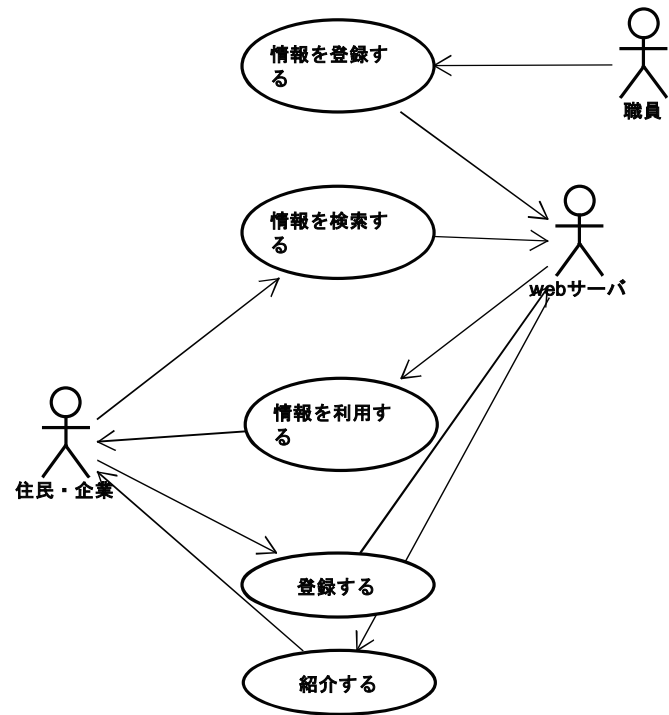 情報を登録す
る
職員
情報を検索す
る
webサーバ
情報を利用す
る
住民・企業
登録する
紹介する